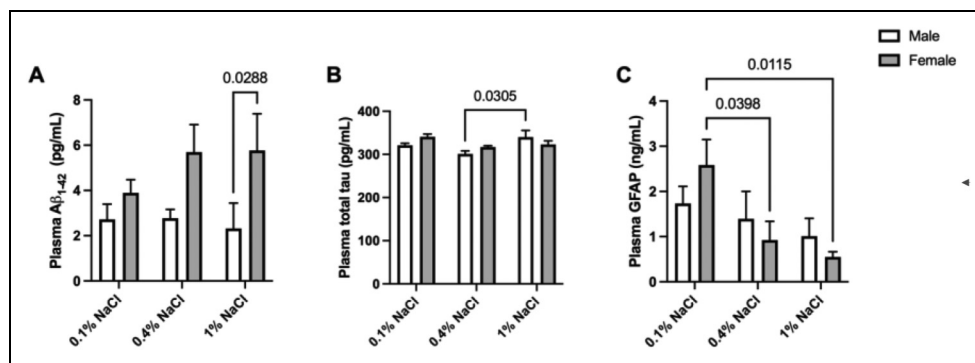 Male
Female
A
0.0288
Plasma Aβ1-42 (pg/mL)
8
6
4
2
0
0.1% NaCl
0.4% NaCl
1% NaCl
B
0.0305
Plasma total tau (pg/mL)
400
300
200
100
0
0.1% NaCl
0.4% NaCl
1% NaCl
C
0.0115
0.0398
Plasma GFAP (ng/mL)
4
3
2
1
0
0.1% NaCl
0.4% NaCl
1% NaCl